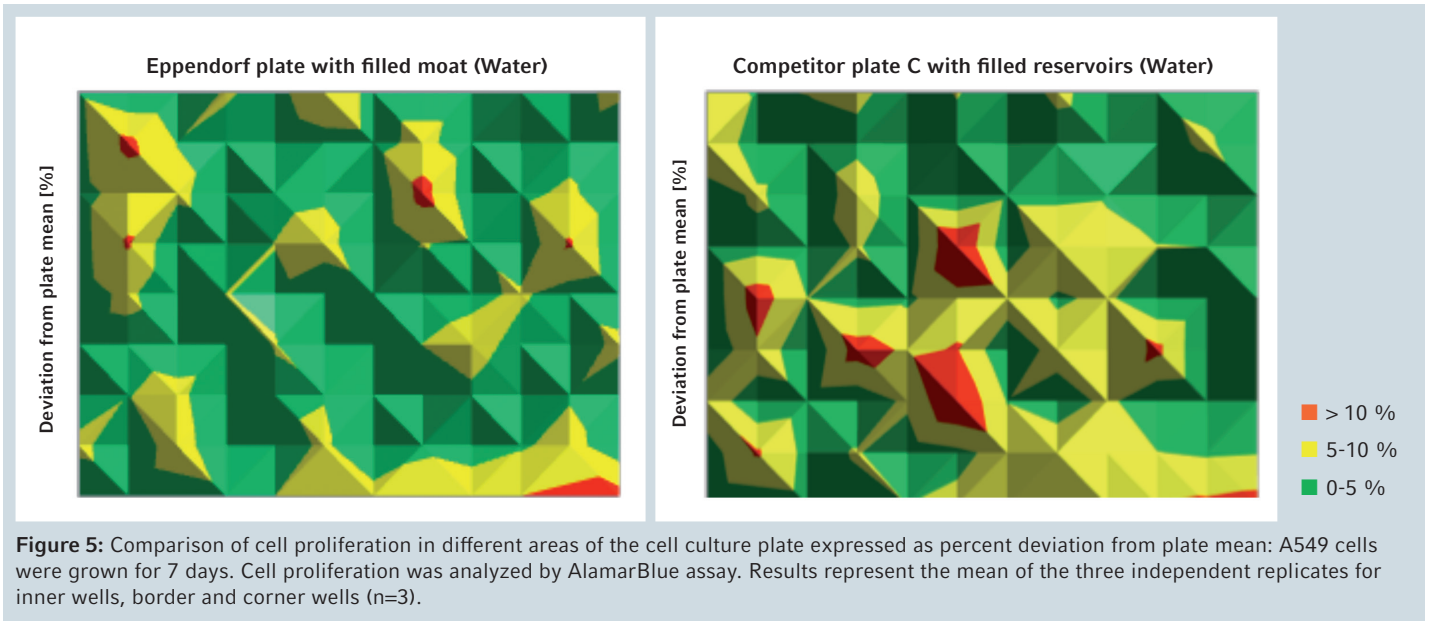 Eppendorf plate with filled moat (Water)
Deviation from plate mean [%]
Competitor plate C with filled reservoirs (Water)
Deviation from plate mean [%]
> 10 %
5-10 %
0-5 %
Figure 5: Comparison of cell proliferation in different areas of the cell culture plate expressed as percent deviation from plate mean: A549 cells
were grown for 7 days. Cell proliferation was analyzed by AlamarBlue assay. Results represent the mean of the three independent replicates for
inner wells, border and corner wells (n=3).